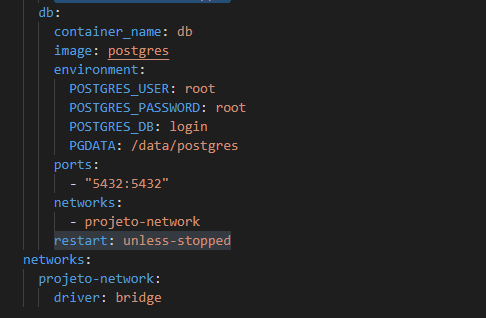 db:
container_name: db
image: postgres
environment:
POSTGRES_USER: root
POSTGRES_PASSWORD: root
POSTGRES_DB: login
PGDATA: /data/postgres
ports:
- "5432:5432"
networks:
- projeto-network
restart: unless-stopped
networks:
projeto-network:
driver: bridge